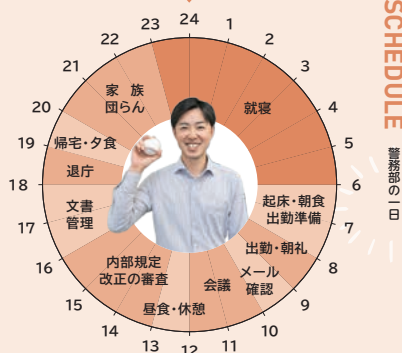 SCHEDULE
警務部の一日
24
1
2
3
4
5
6
7
8
9
10
11
12
13
14
15
16
17
18
19
20
21
22
23
就寝
起床・朝食
出勤準備
出勤・朝礼
メール
確認
会議
昼食・休憩
内部規定
改正の審査
文書
管理
退庁
帰宅・夕食
家族
団らん